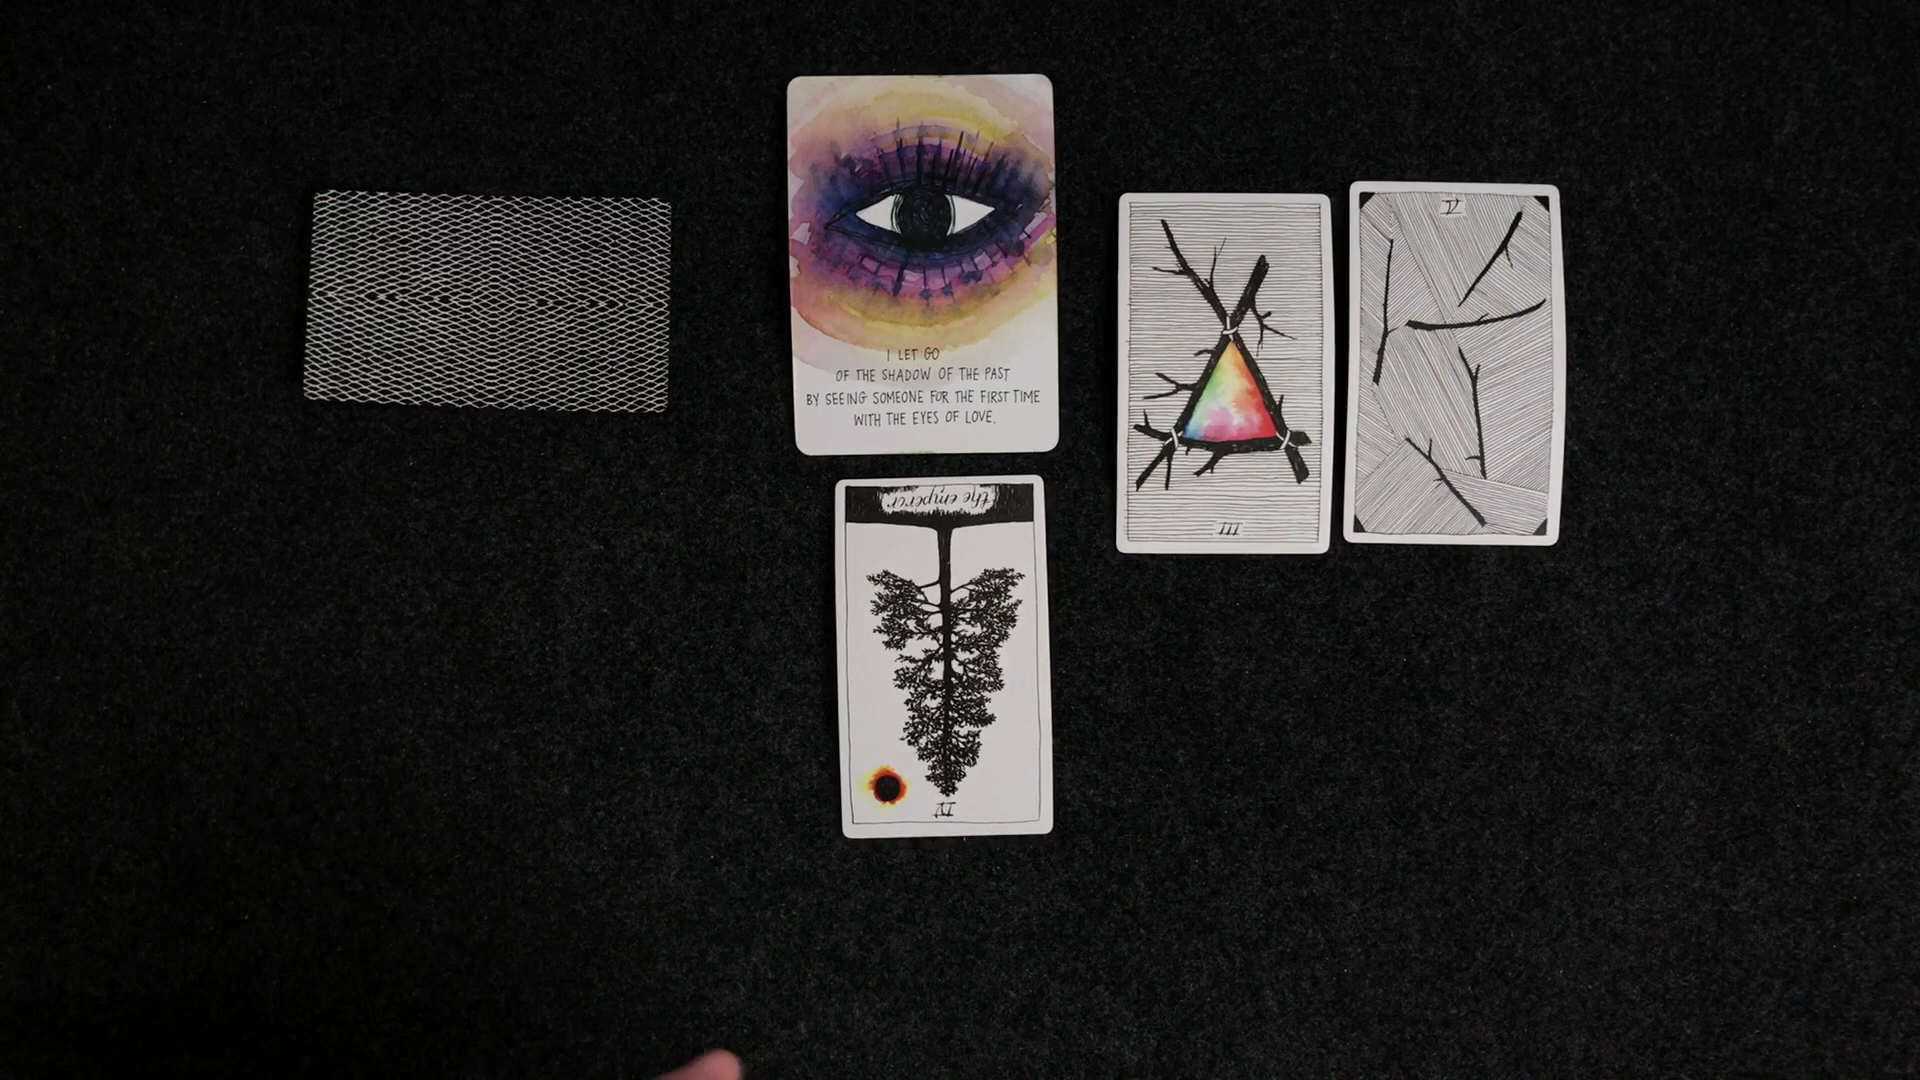 I LET GO
OF THE SHADOW OF THE PAST
BY SEEING SOMEONE FOR THE FIRST TIME
WITH THE EYES OF LOVE.
III
VI
the emperor
IV